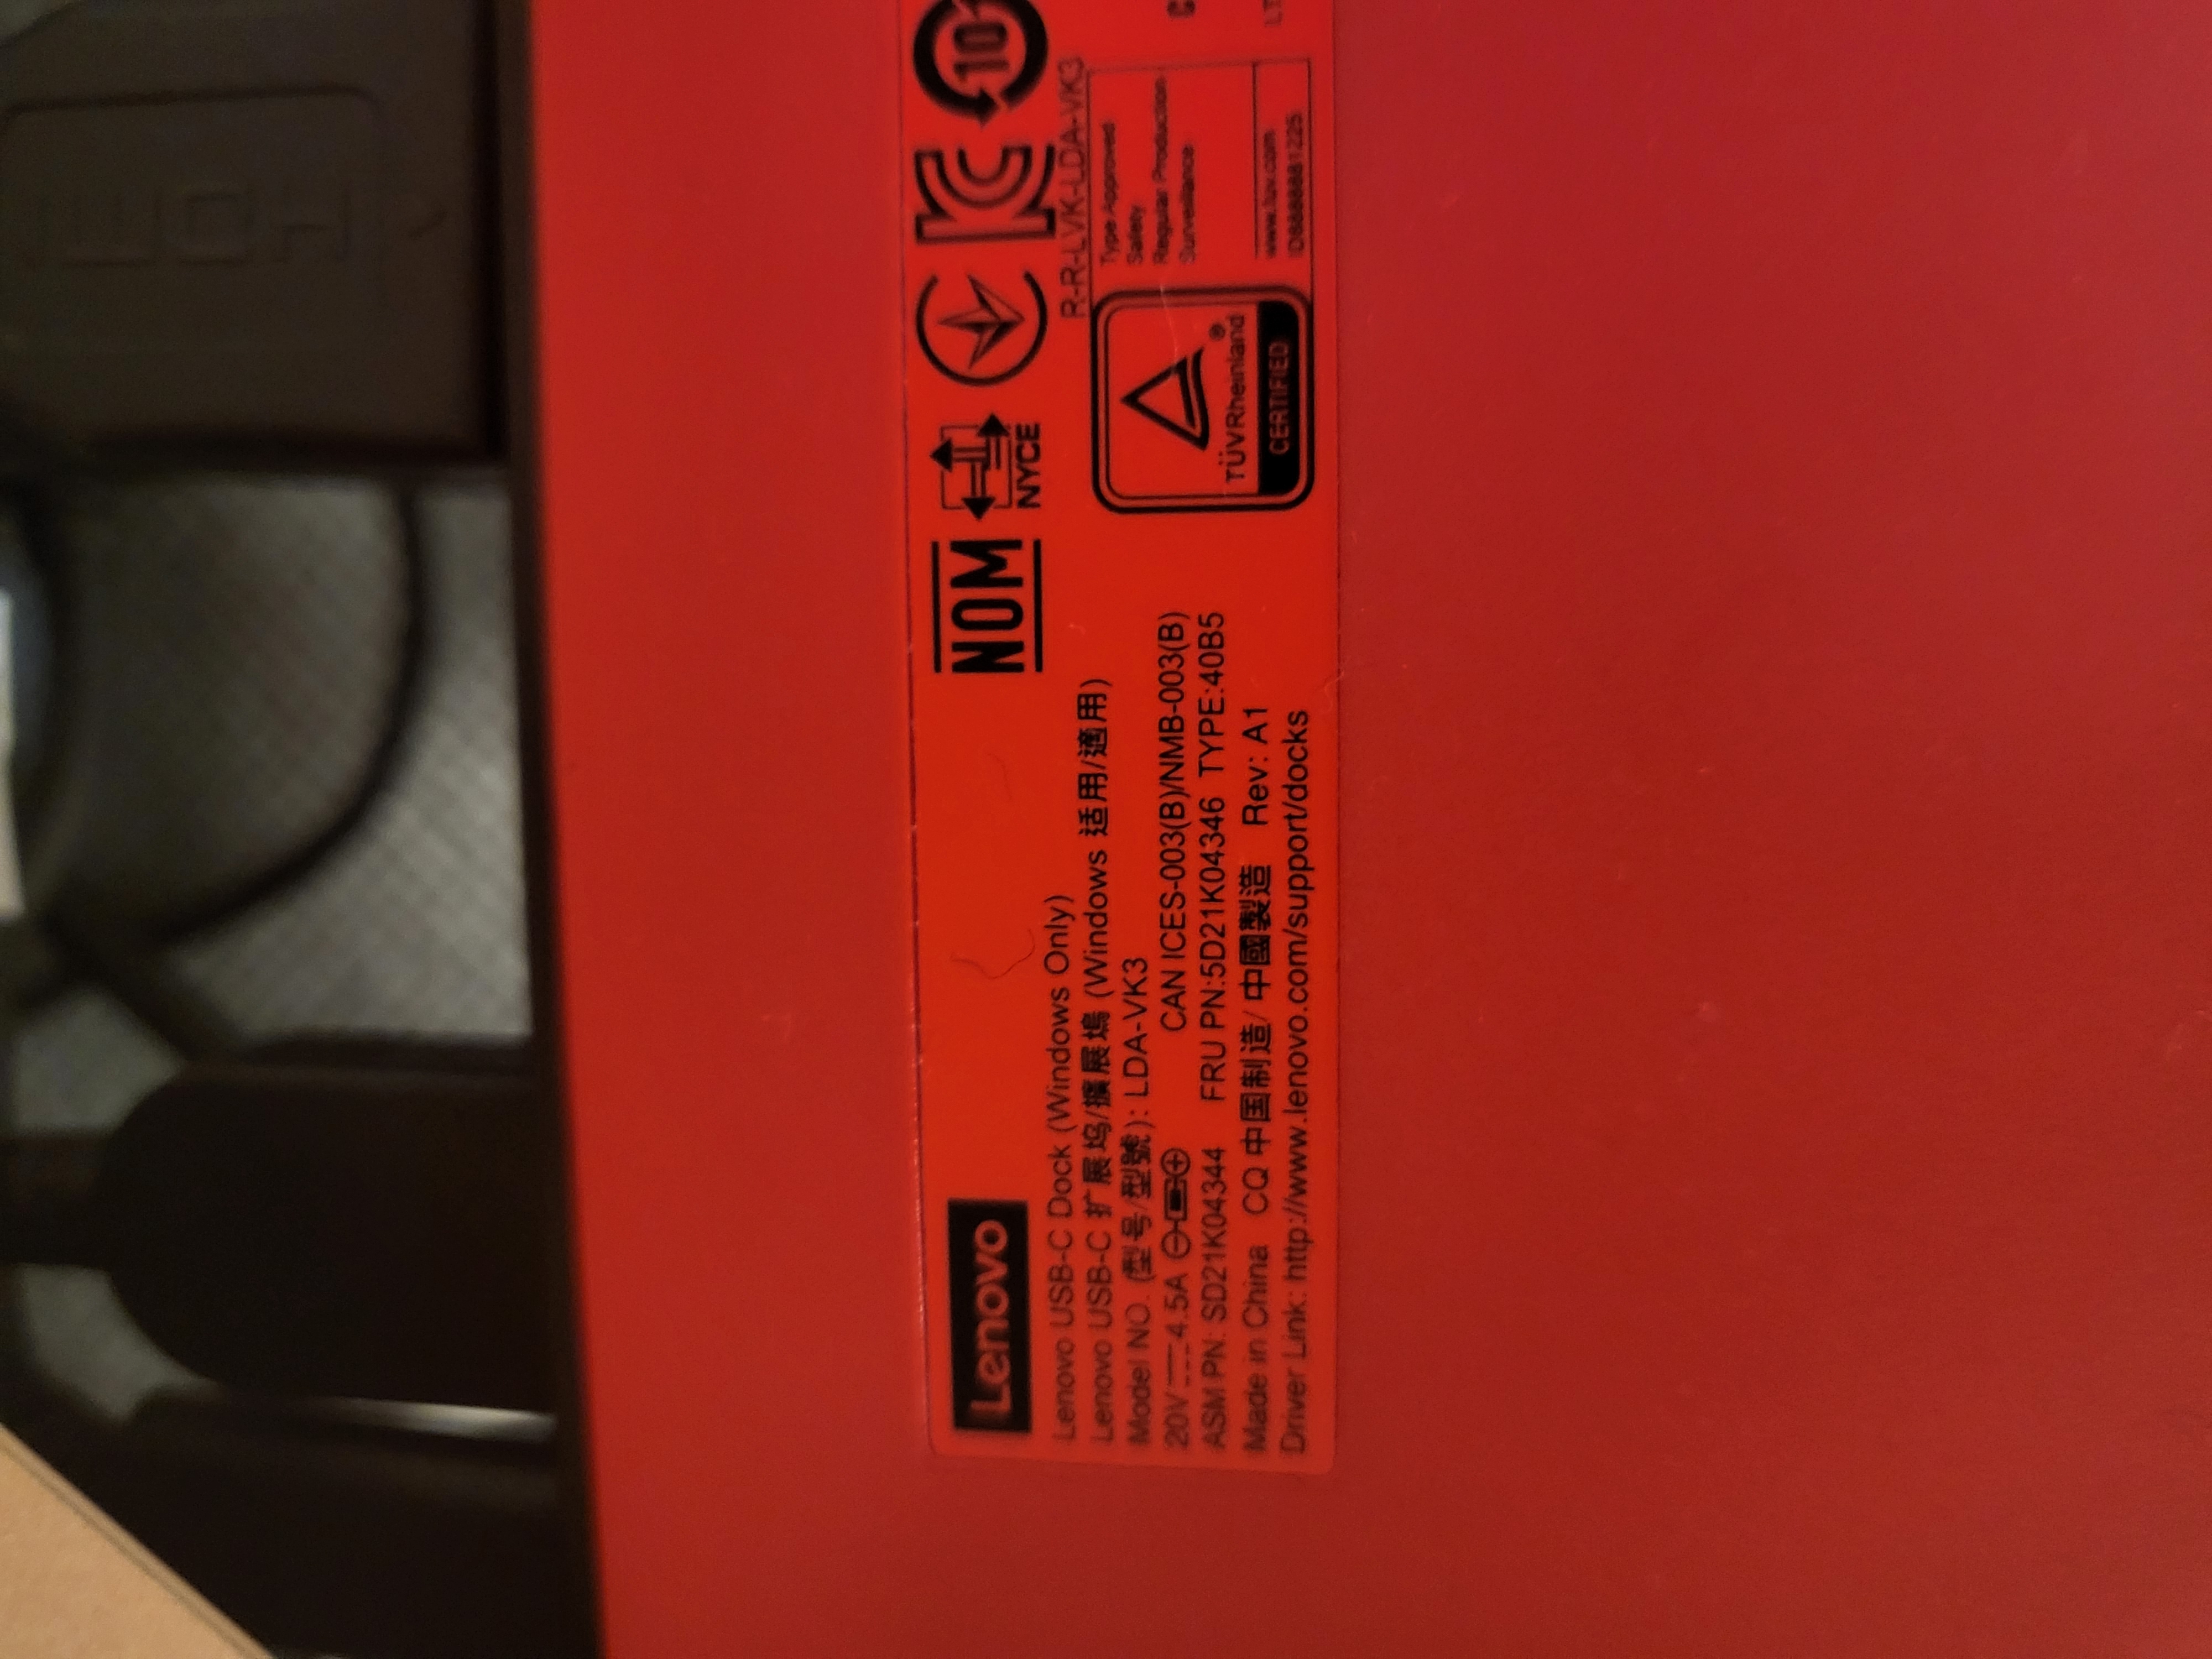 Lenovo
Lenovo USB-C Dock (Windows Only)
Lenovo USB-C 扩展坞/擴展塢 (Windows 适用/適用)
Model NO. (型号/型號): LDA-VK3
20V 4.5A CAN ICES-003(B)/NMB-003(B)
ASM PN: SD21K04344 FRU PN:5D21K04346 TYPE:40B5
Made in China CQ 中国制造/ 中國製造 Rev: A1
Driver Link: http://www.lenovo.com/support/docks
NOM
NYCE
10
R-R-LVK-LDA-VK3
TÜVRheinland®
CERTIFIED
Type Approved
Safety
Regular Production
Surveillance
www.tuv.com